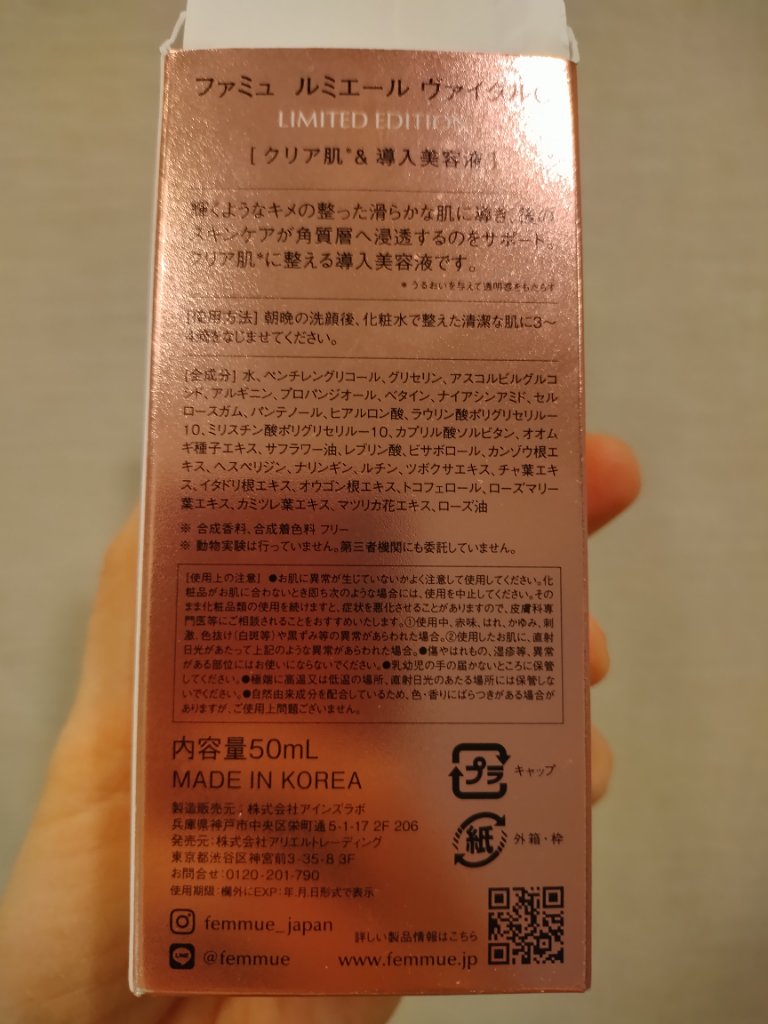 ファミュ ルミエール ヴァイタルC
LIMITED EDITION
[ クリア肌*& 導入美容液 ]
輝くようなキメの整った滑らかな肌に導き、後の
スキンケアが角質層へ浸透するのをサポート。
クリア肌*に整える導入美容液です。
* うるおいを与えて透明感をもたらす
[使用方法] 朝晩の洗顔後、化粧水で整えた清潔な肌に3〜
4滴をなじませてください。
[全成分] 水、ペンチレングリコール、グリセリン、アスコルビルグルコ
シド、アルギニン、プロパンジオール、ベタイン、ナイアシンアミド、セル
ロースガム、パンテノール、ヒアルロン酸、ラウリン酸ポリグリセリル-
10、ミリスチン酸ポリグリセリル-10、カプリル酸ソルビタン、オオム
ギ種子エキス、サフラワー油、レブリン酸、ビサボロール、カンゾウ根エ
キス、ヘスペリジン、ナリンギン、ルチン、ツボクサエキス、チャ葉エキ
ス、イタドリ根エキス、オウゴン根エキス、トコフェロール、ローズマリー
葉エキス、カミツレ葉エキス、マツリカ花エキス、ローズ油
※ 合成香料、合成着色料 フリー
※ 動物実験は行っていません。第三者機関にも委託していません。
[使用上の注意] ●お肌に異常が生じていないかよく注意して使用してください。化
粧品がお肌に合わないとき即ち次のような場合には、使用を中止してください。その
まま化粧品類の使用を続けますと、症状を悪化させることがありますので、皮膚科専
門医等にご相談されることをおすすめいたします。①使用中、赤味、はれ、かゆみ、刺
激、色抜け(白斑等)や黒ずみ等の異常があらわれた場合。②使用したお肌に、直射
日光があたって上記のような異常があらわれた場合。●傷やはれもの、湿疹等、異常
がある部位にはお使いにならないでください。●乳幼児の手の届かないところに保管
してください。●極端に高温又は低温の場所、直射日光のあたる場所には保管しな
いでください。●自然由来成分を配合しているため、色・香りにばらつきがある場合が
ありますが、ご使用上問題ございません。
内容量50mL
MADE IN KOREA
プラ キャップ
紙 外箱・枠
製造販売元：株式会社アインズラボ
兵庫県神戸市中央区栄町通5-1-17 2F 206
発売元：株式会社アリエルトレーディング
東京都渋谷区神宮前3-35-8 3F
お問合せ：0120-201-790
使用期限：欄外にEXP：年.月.日形式で表示
femmue_japan
詳しい製品情報はこちら
LINE @femmue
www.femmue.jp